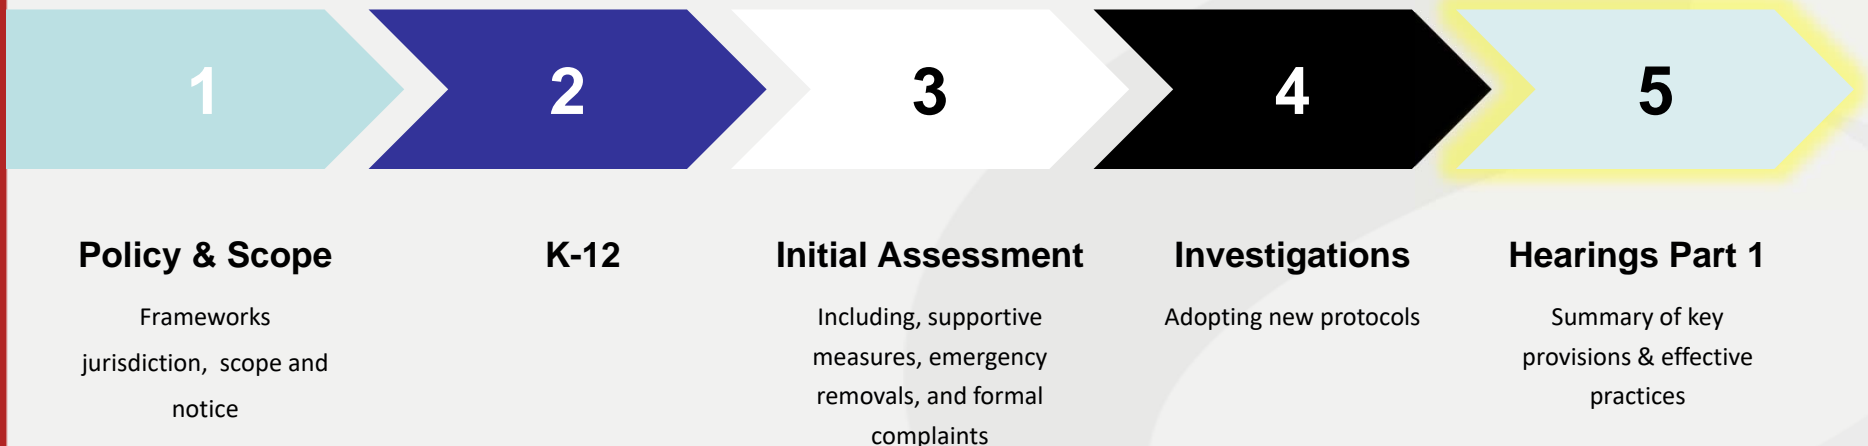 1
2
3
4
5
Policy & Scope
Frameworks
jurisdiction, scope and
notice
K-12
Initial Assessment
Including, supportive
measures, emergency
removals, and formal
complaints
Investigations
Adopting new protocols
Hearings Part 1
Summary of key
provisions & effective
practices